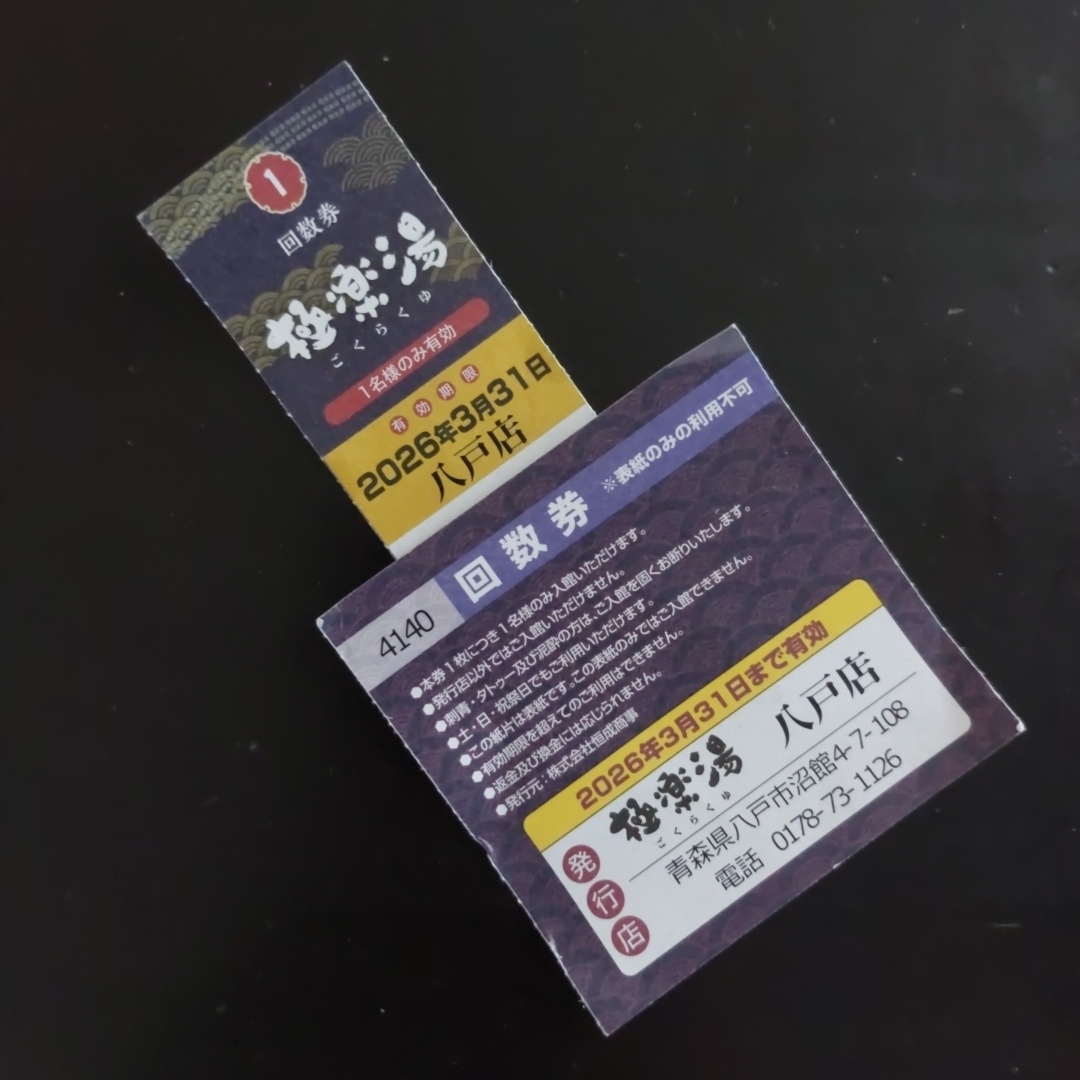 1
回数券
極楽湯
ごくらくゆ
1名様のみ有効
有効期限
2026年3月31日
八戸店
4140
回数券 ※表紙のみの利用不可
●本券1枚につき1名様のみ入館いただけます。
●発行店以外ではご入館いただけません。
●刺青・タトゥー及び泥酔の方は、ご入館を固くお断りいたします。
●土・日・祝祭日でもご利用いただけます。
●この紙片は表紙です。この表紙のみではご入館できません。
●有効期限を超えてのご利用はできません。
●返金及び換金には応じられません。
●発行元：株式会社恒成商事
2026年3月31日まで有効
発行店
極楽湯 八戸店
ごくらくゆ
青森県八戸市沼館4-7-108
電話 0178-73-1126